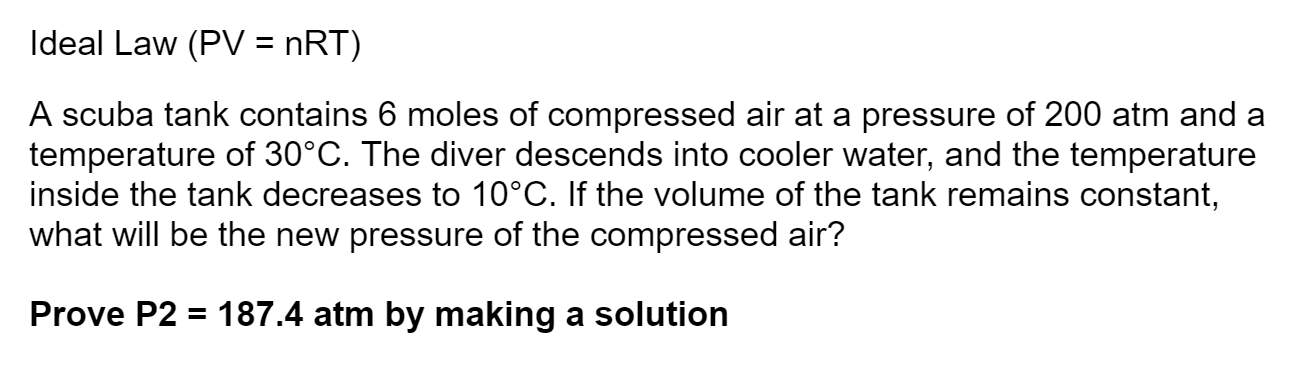 Ideal Law (PV = nRT)
A scuba tank contains 6 moles of compressed air at a pressure of 200 atm and a
temperature of 30°C. The diver descends into cooler water, and the temperature
inside the tank decreases to 10°C. If the volume of the tank remains constant,
what will be the new pressure of the compressed air?
Prove P2 = 187.4 atm by making a solution